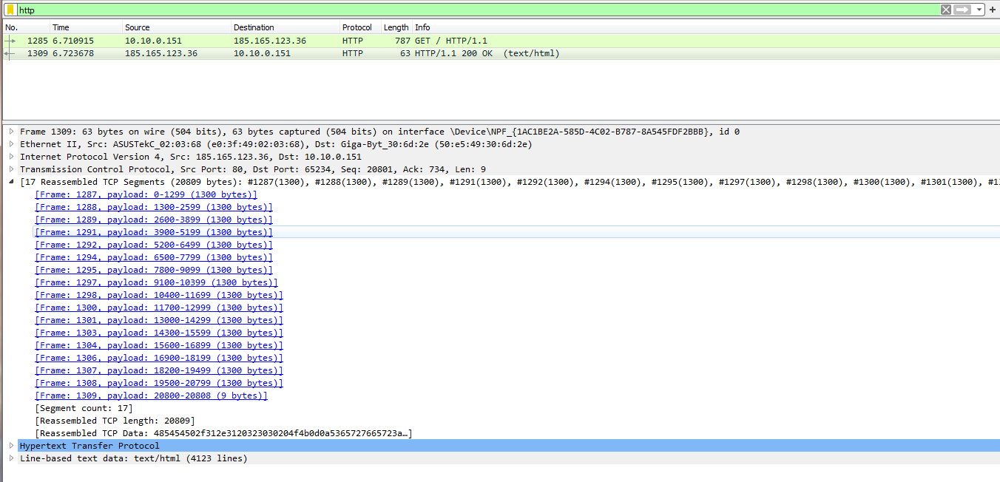 http
No. Time Source Destination Protocol Length Info
1285 6.710915 10.10.0.151 185.165.123.36 HTTP 787 GET / HTTP/1.1
1309 6.723678 185.165.123.36 10.10.0.151 HTTP 63 HTTP/1.1 200 OK (text/html)
Frame 1309: 63 bytes on wire (504 bits), 63 bytes captured (504 bits) on interface \Device\NPF_{1AC1BE2A-585D-4C02-B787-8A545FDF2BBB}, id 0
Ethernet II, Src: ASUSTekC_02:03:68 (e0:3f:49:02:03:68), Dst: Giga-Byt_30:6d:2e (50:e5:49:30:6d:2e)
Internet Protocol Version 4, Src: 185.165.123.36, Dst: 10.10.0.151
Transmission Control Protocol, Src Port: 80, Dst Port: 65234, Seq: 20801, Ack: 734, Len: 9
[17 Reassembled TCP Segments (20809 bytes): #1287(1300), #1288(1300), #1289(1300), #1291(1300), #1292(1300), #1294(1300), #1295(1300), #1297(1300), #1298(1300), #1300(1300), #1301(1300), #1
[Frame: 1287, payload: 0-1299 (1300 bytes)]
[Frame: 1288, payload: 1300-2599 (1300 bytes)]
[Frame: 1289, payload: 2600-3899 (1300 bytes)]
[Frame: 1291, payload: 3900-5199 (1300 bytes)]
[Frame: 1292, payload: 5200-6499 (1300 bytes)]
[Frame: 1294, payload: 6500-7799 (1300 bytes)]
[Frame: 1295, payload: 7800-9099 (1300 bytes)]
[Frame: 1297, payload: 9100-10399 (1300 bytes)]
[Frame: 1298, payload: 10400-11699 (1300 bytes)]
[Frame: 1300, payload: 11700-12999 (1300 bytes)]
[Frame: 1301, payload: 13000-14299 (1300 bytes)]
[Frame: 1303, payload: 14300-15599 (1300 bytes)]
[Frame: 1304, payload: 15600-16899 (1300 bytes)]
[Frame: 1306, payload: 16900-18199 (1300 bytes)]
[Frame: 1307, payload: 18200-19499 (1300 bytes)]
[Frame: 1308, payload: 19500-20799 (1300 bytes)]
[Frame: 1309, payload: 20800-20808 (9 bytes)]
[Segment count: 17]
[Reassembled TCP length: 20809]
[Reassembled TCP Data: 485454502f312e3120323030204f4b0d0a5365727665723a…]
Hypertext Transfer Protocol
Line-based text data: text/html (4123 lines)